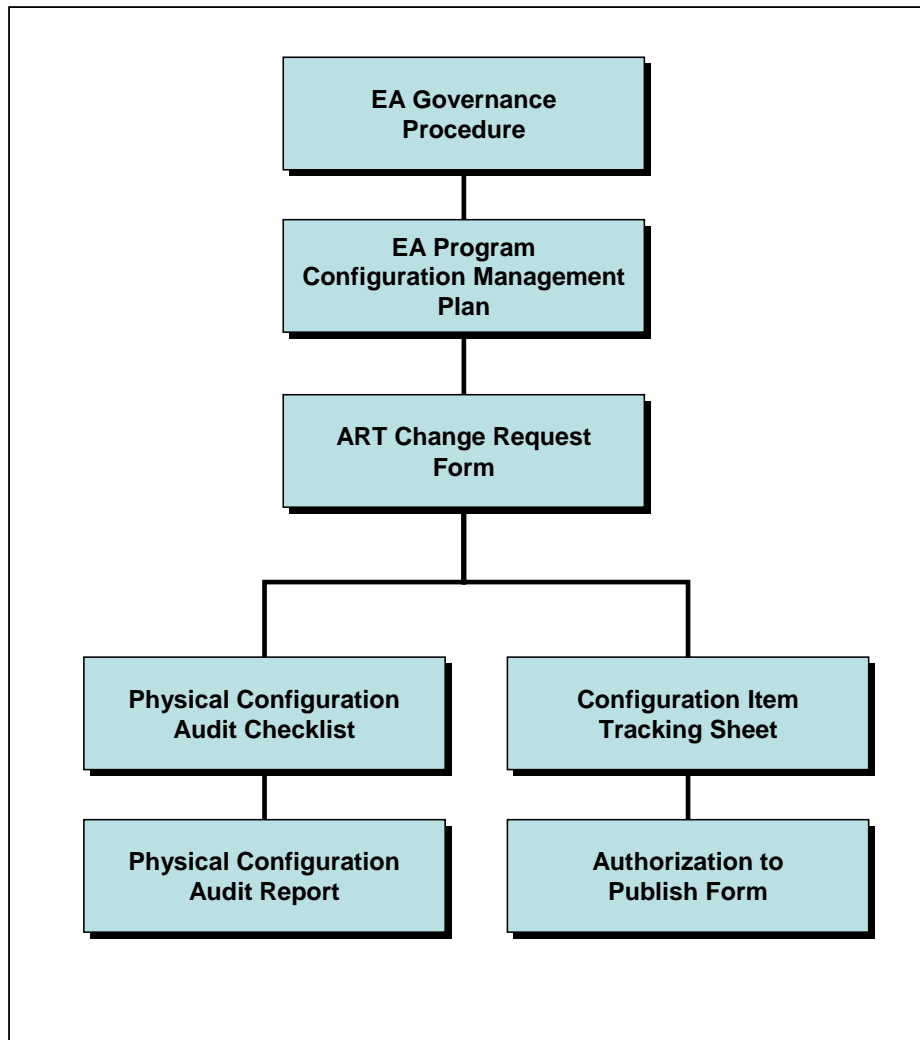 EA Governance
Procedure
EA Program
Configuration Management
Plan
ART Change Request
Form
Physical Configuration
Audit Checklist
Configuration Item
Tracking Sheet
Physical Configuration
Audit Report
Authorization to
Publish Form